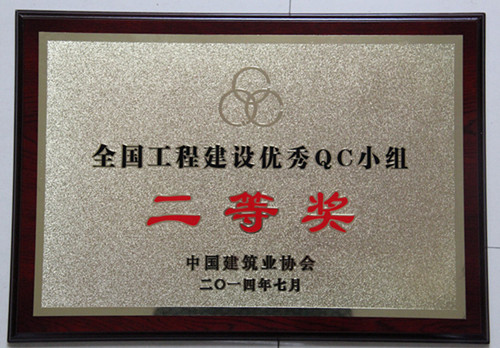 全国工程建设优秀QC小组
二等奖
中国建筑业协会
二〇一四年七月